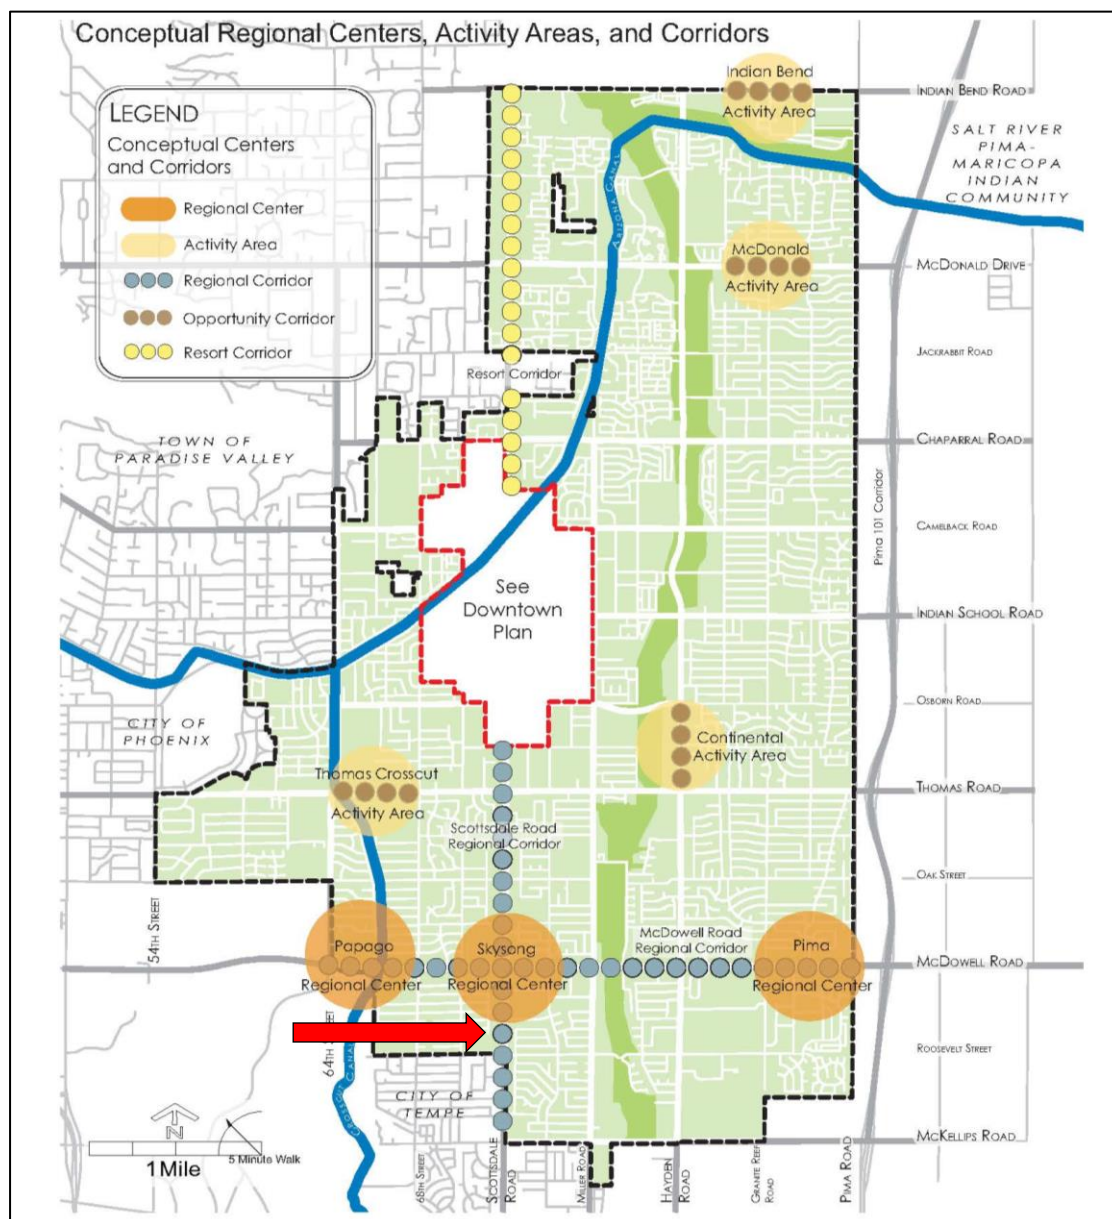 Conceptual Regional Centers, Activity Areas, and Corridors
LEGEND
Conceptual Centers
and Corridors
Regional Center
Activity Area
Regional Corridor
Opportunity Corridor
Resort Corridor
Indian Bend
Activity Area
INDIAN BEND ROAD
SALT RIVER
PIMA-
MARICOPA
INDIAN
COMMUNITY
ARIZONA CANAL
McDonald
Activity Area
MCDONALD DRIVE
JACKRABBIT ROAD
Resort Corridor
TOWN OF
PARADISE VALLEY
CHAPARRAL ROAD
Pima 101 Corridor
CAMELBACK ROAD
See
Downtown
Plan
INDIAN SCHOOL ROAD
OSBORN ROAD
CITY OF
PHOENIX
Continental
Activity Area
Thomas Crosscut
Activity Area
THOMAS ROAD
Scottsdale Road
Regional Corridor
OAK STREET
54TH STREET
McDowell Road
Regional Corridor
Papago
Regional Center
Skysong
Regional Center
Pima
Regional Center
MCDOWELL ROAD
64TH STREET
ROOSEVELT STREET
CROSSCUT CANAL
CITY OF
TEMPE
N
1 Mile
5 Minute Walk
MCKELLIPS ROAD
68TH STREET
SCOTTSDALE
ROAD
MILLER ROAD
HAYDEN
ROAD
GRANITE REEF
ROAD
PIMA ROAD